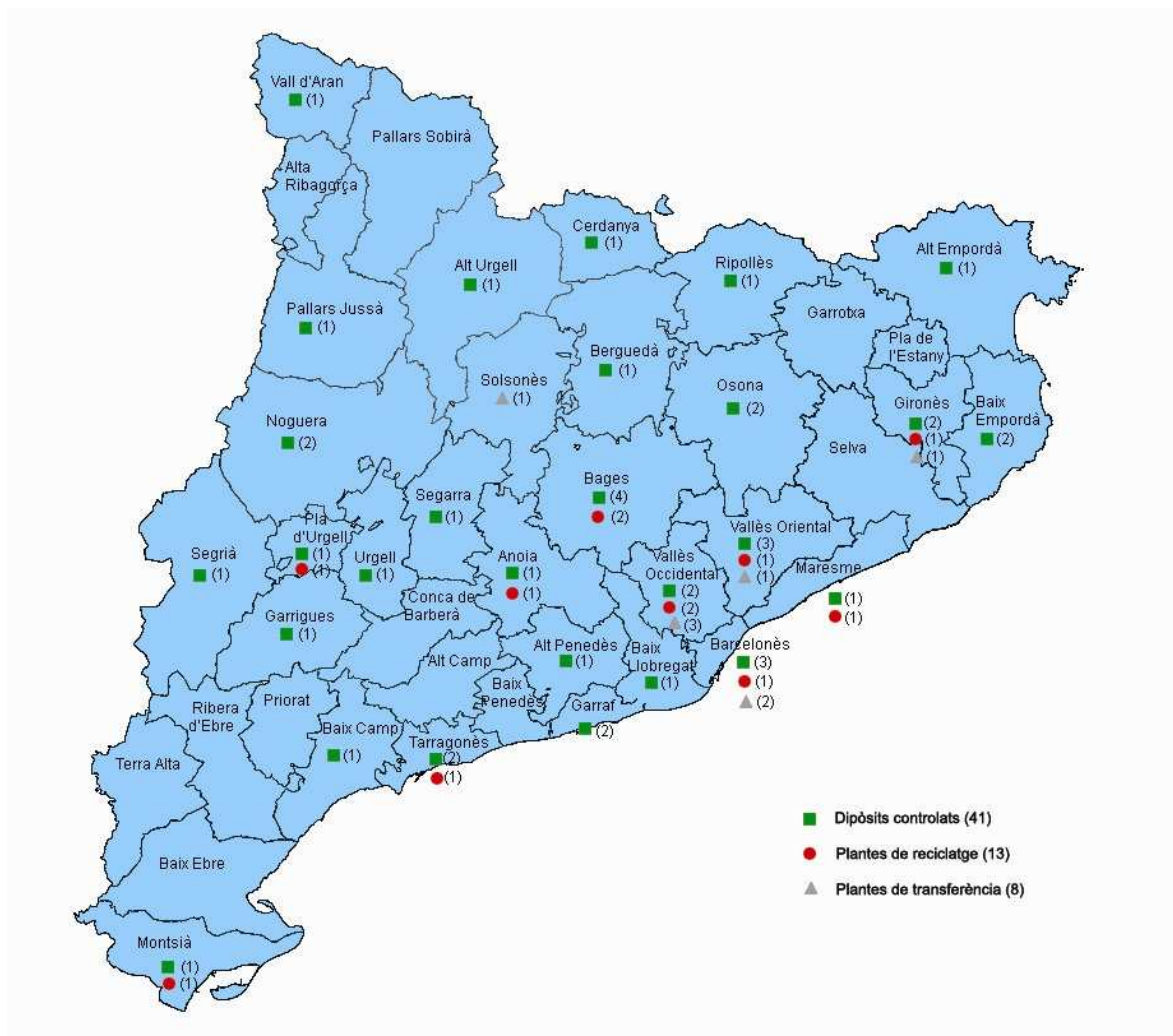 Vall d'Aran
(1)
Pallars Sobirà
Alta
Ribagorça
Cerdanya
(1)
Alt Empordà
(1)
Ripollès
(1)
Alt Urgell
(1)
Garrotxa
Pallars Jussà
(1)
Pla de
l'Estany
Berguedà
(1)
Solsonès
(1)
Osona
(2)
Gironès
(2)
(1)
(1)
Baix
Empordà
(2)
Noguera
(2)
Selva
Bages
(4)
(2)
Segarra
(1)
Vallès Oriental
(3)
(1)
(1)
Pla
d'Urgell
(1)
(1)
Segrià
(1)
Urgell
(1)
Anoia
(1)
(1)
Vallès
Occidental
(2)
(2)
(3)
Maresme
(1)
(1)
Conca de
Barberà
Garrigues
(1)
Alt Penedès
(1)
Baix
Llobregat
(1)
Barcelonès
(3)
(1)
(2)
Alt Camp
Baix
Penedès
Garraf
(2)
Priorat
Ribera
d'Ebre
Baix Camp
(1)
Tarragonès
(2)
(1)
Terra Alta
Baix Ebre
Montsià
(1)
(1)
Dipòsits controlats (41)
Plantes de reciclatge (13)
Plantes de transferència (8)